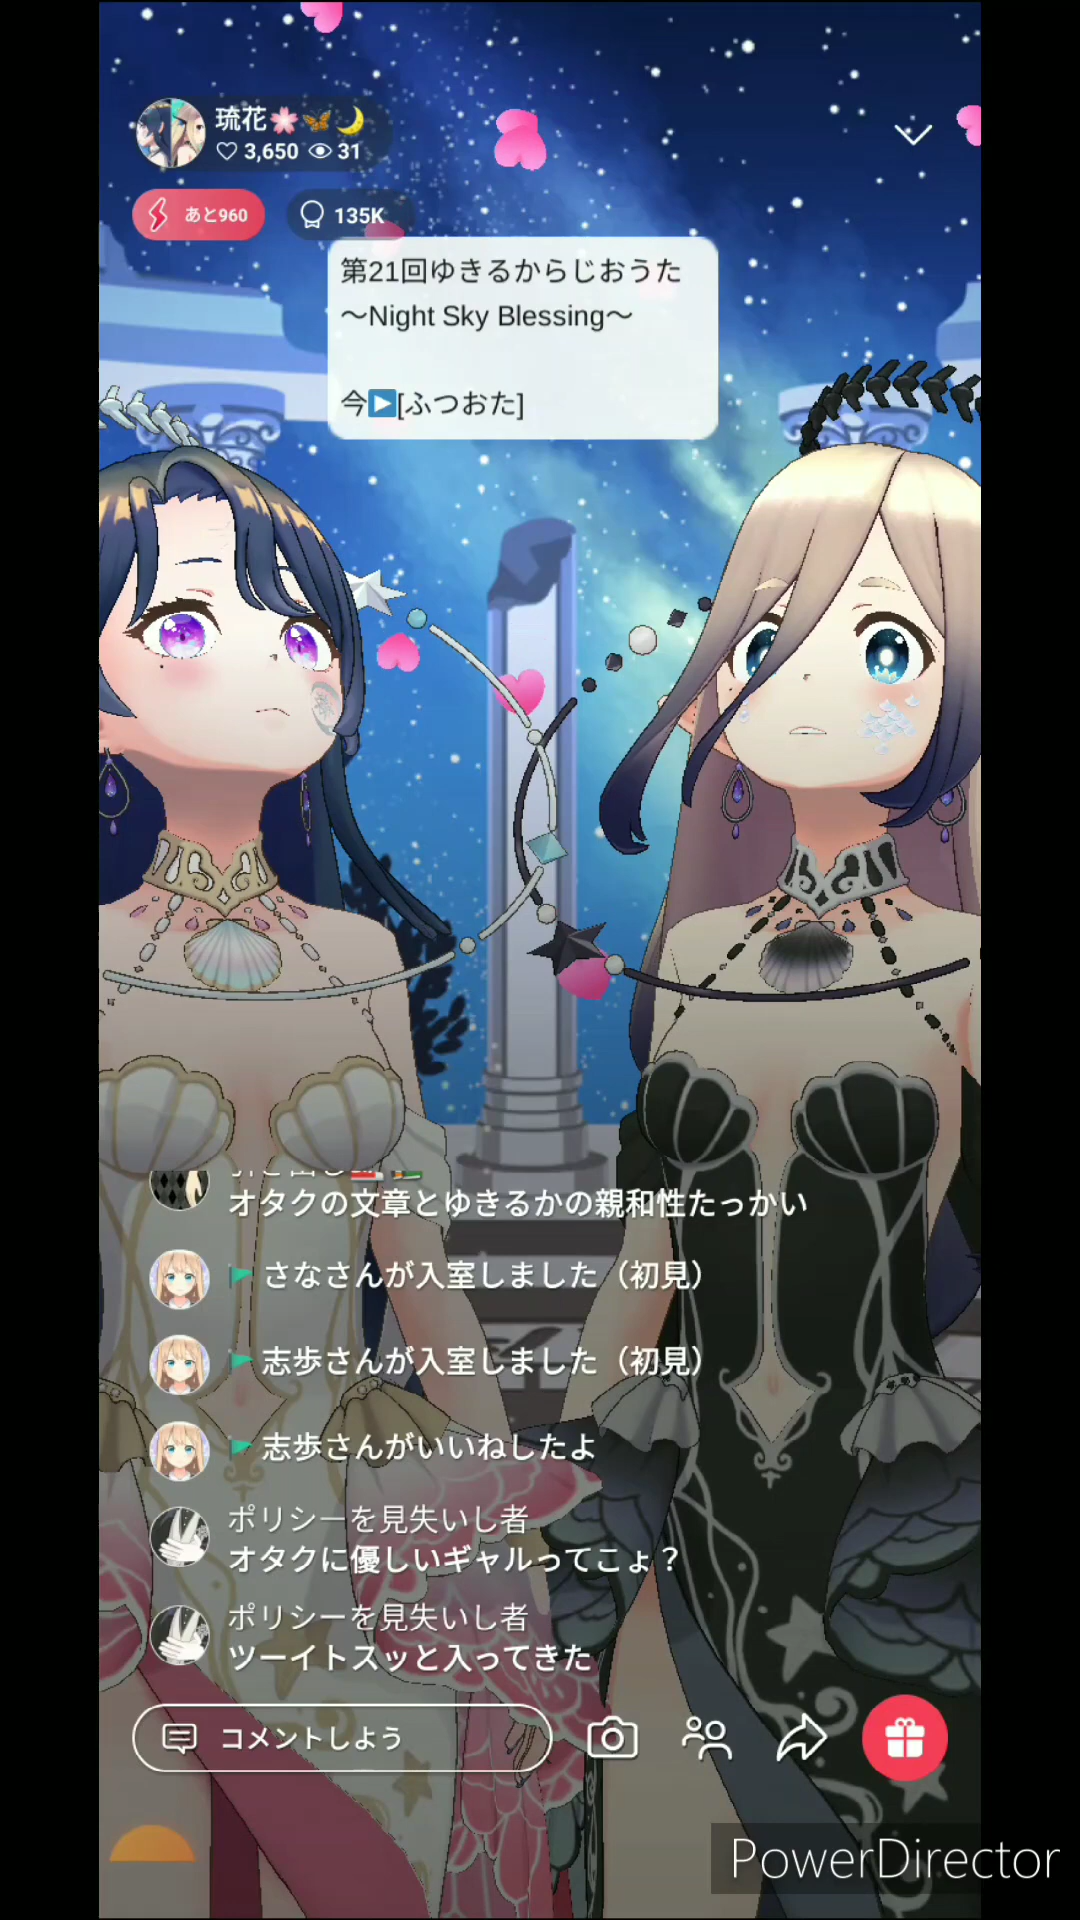 琉花🌸🦋🌙
3,650 31
あと960 135K
第21回ゆきるからじおうた
〜Night Sky Blessing〜
今▶[ふつおた]
オタクの文章とゆきるかの親和性たっかい
さなさんが入室しました（初見）
志歩さんが入室しました（初見）
志歩さんがいいねしたよ
ポリシーを見失いし者
オタクに優しいギャルってこょ？
ポリシーを見失いし者
ツーイトスッと入ってきた
コメントしよう
PowerDirector